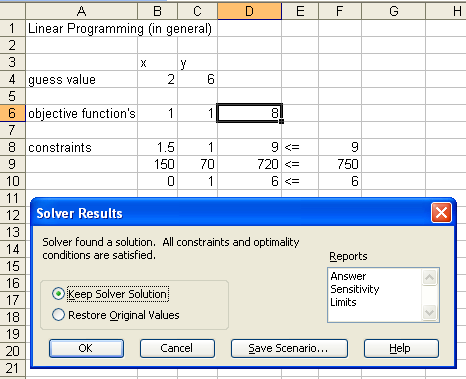 A B C D E F G H
1 Linear Programming (in general)
2
3 x y
4 guess value 2 6
5
6 objective function's 1 1 8
7
8 constraints 1.5 1 9 <= 9
9 150 70 720 <= 750
10 0 1 6 <= 6
11
12 Solver Results
13 Solver found a solution. All constraints and optimality
14 conditions are satisfied.
Reports
15 Answer
16 Keep Solver Solution Sensitivity
17 Limits
18 Restore Original Values
19
20 OK Cancel Save Scenario... Help
21